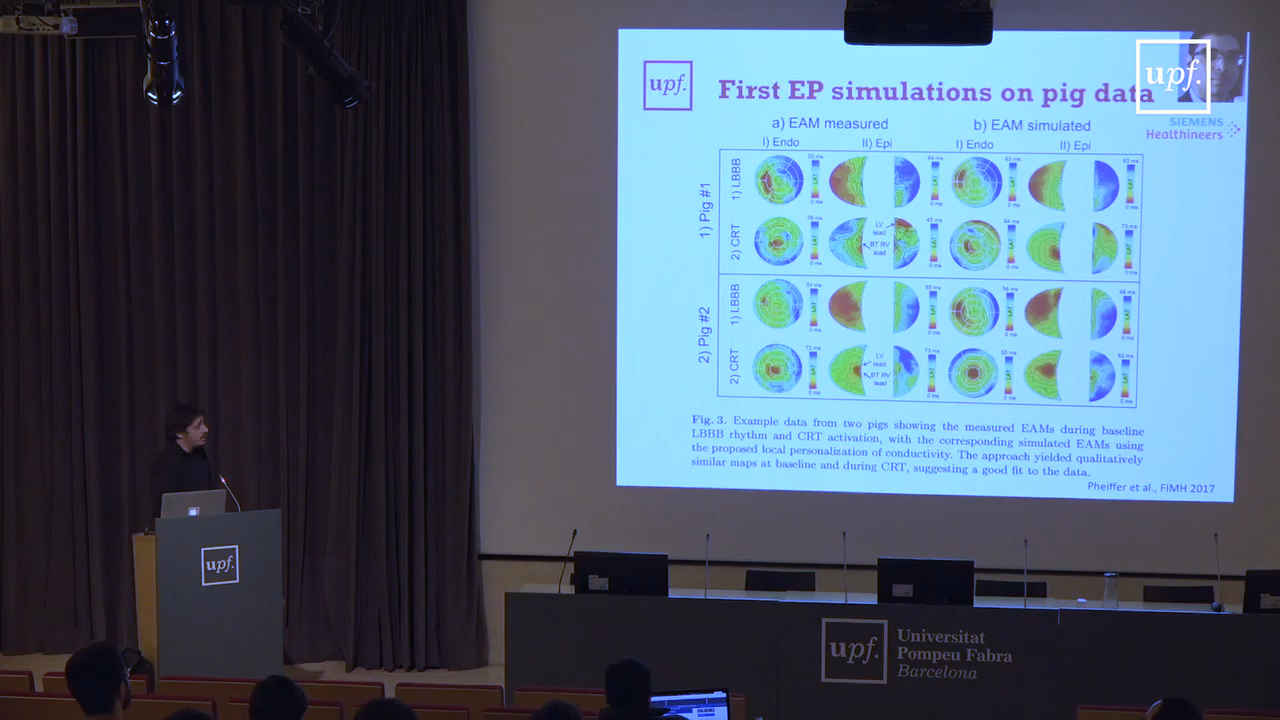 upf.
First EP simulations on pig data
upf.
SIEMENS
Healthineers
a) EAM measured
b) EAM simulated
I) Endo
II) Epi
I) Endo
II) Epi
1) Pig #1
1) LBBB
2) CRT
LV lead
BT RV lead
2) Pig #2
1) LBBB
2) CRT
LV lead
BT RV lead
LAT
0 ms
Fig. 3. Example data from two pigs showing the measured EAMs during baseline
LBBB rhythm and CRT activation, with the corresponding simulated EAMs using
the proposed local personalization of conductivity. The approach yielded qualitatively
similar maps at baseline and during CRT, suggesting a good fit to the data.
Pheiffer et al., FIMH 2017
upf.
upf.
Universitat
Pompeu Fabra
Barcelona